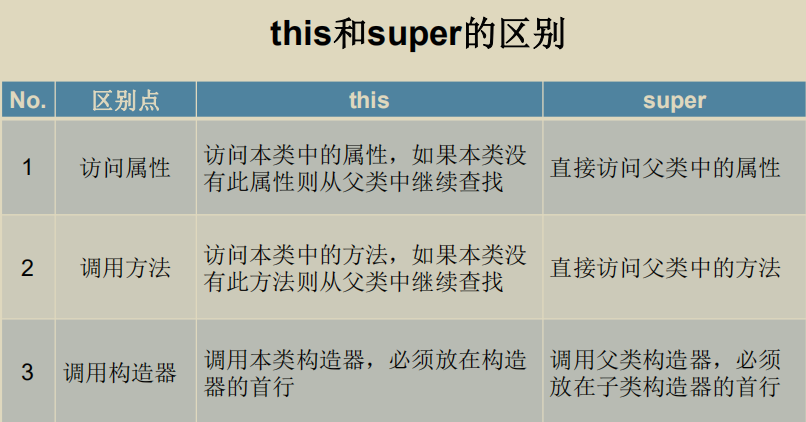 this和super的区别
No. 区别点 this super
1 访问属性 访问本类中的属性，如果本类没有此属性则从父类中继续查找 直接访问父类中的属性
2 调用方法 访问本类中的方法，如果本类没有此方法则从父类中继续查找 直接访问父类中的方法
3 调用构造器 调用本类构造器，必须放在构造器的首行 调用父类构造器，必须放在子类构造器的首行